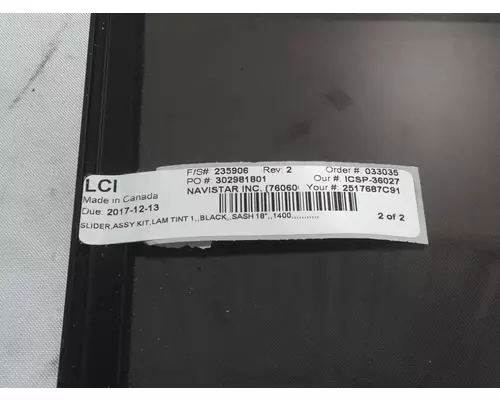 F/S#: 235906 Rev: 2 Order #: 033035
LCI PO #: 302981801 Our #: ICSP-36027
Made in Canada NAVISTAR INC. (76060 Your #: 2517687C91
Due: 2017-12-13 2 of 2
SLIDER,ASSY KIT,LAM TINT 1,,BLACK,,SASH 18",,1400,,,,,,,,,,,